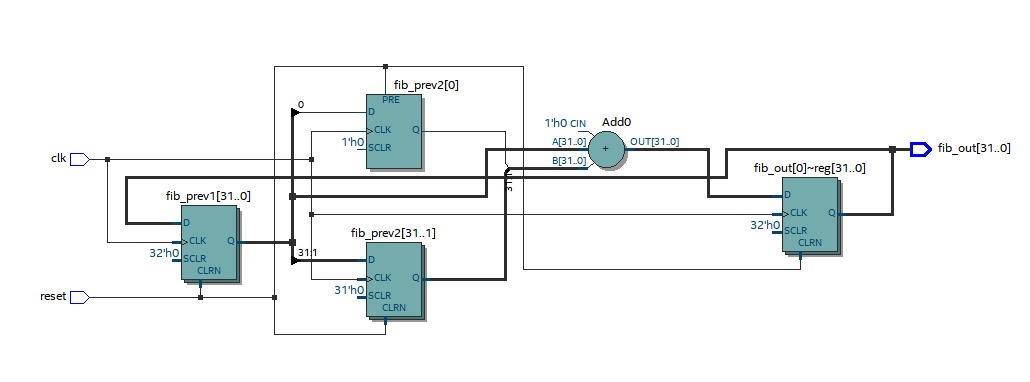 fib_prev2[0]
0
PRE
D
CLK
Q
1'h0
SCLR
1'h0 CIN
Add0
A[31..0]
+
OUT[31..0]
B[31..0]
clk
fib_out[31..0]
fib_out[0]~reg[31..0]
D
CLK
Q
32'h0
SCLR
CLRN
fib_prev1[31..0]
D
CLK
Q
32'h0
SCLR
CLRN
fib_prev2[31..1]
31:1
D
CLK
Q
31'h0
SCLR
CLRN
reset